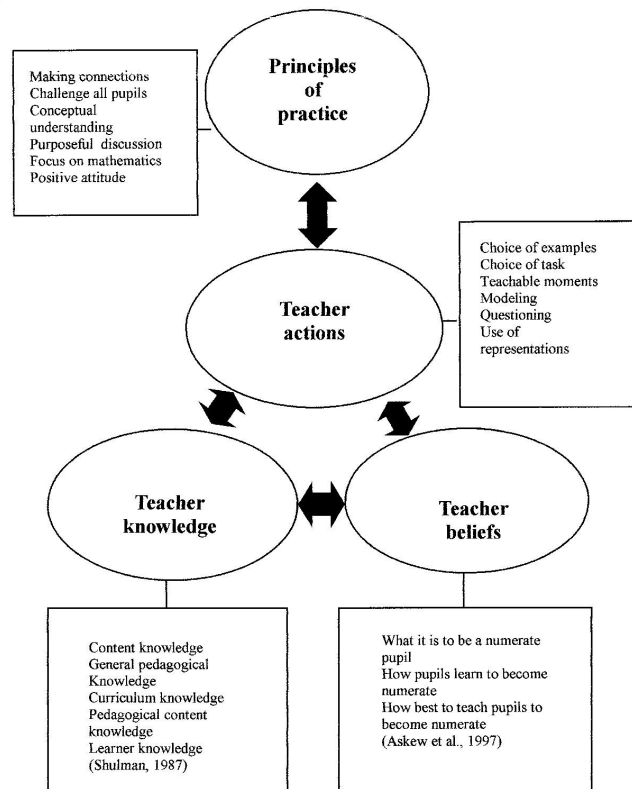 Principles
of
practice
Making connections
Challenge all pupils
Conceptual
understanding
Purposeful discussion
Focus on mathematics
Positive attitude
Teacher
actions
Choice of examples
Choice of task
Teachable moments
Modeling
Questioning
Use of
representations
Teacher
knowledge
Teacher
beliefs
Content knowledge
General pedagogical
Knowledge
Curriculum knowledge
Pedagogical content
knowledge
Learner knowledge
(Shulman, 1987)
What it is to be a numerate
pupil
How pupils learn to become
numerate
How best to teach pupils to
become numerate
(Askew et al., 1997)